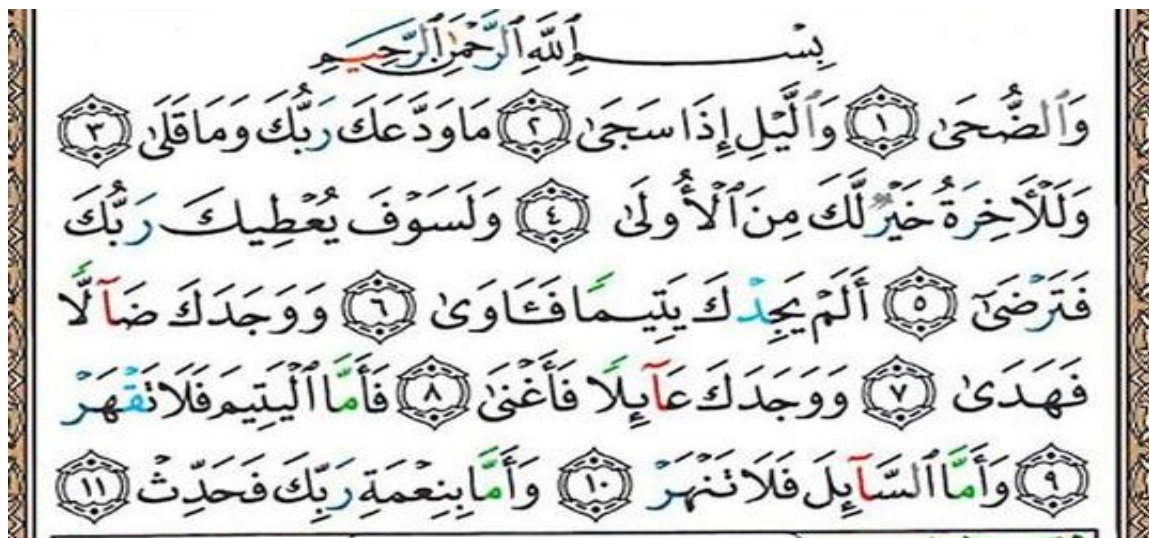 بِسْمِ ٱللَّهِ ٱلرَّحْمَٰنِ ٱلرَّحِيمِ
وَٱلضُّحَىٰ ١ وَٱلَّيْلِ إِذَا سَجَىٰ ٢ مَا وَدَّعَكَ رَبُّكَ وَمَا قَلَىٰ ٣
وَلَلْأَخِرَةُ خَيْرٌ لَّكَ مِنَ ٱلْأُولَىٰ ٤ وَلَسَوْفَ يُعْطِيكَ رَبُّكَ
فَتَرْضَىٰٓ ٥ أَلَمْ يَجِدْكَ يَتِيمًا فَـَٔاوَىٰ ٦ وَوَجَدَكَ ضَآلًّا
فَهَدَىٰ ٧ وَوَجَدَكَ عَآئِلًا فَأَغْنَىٰ ٨ فَأَمَّا ٱلْيَتِيمَ فَلَا تَقْهَرْ
٩ وَأَمَّا ٱلسَّآئِلَ فَلَا تَنْهَرْ ١٠ وَأَمَّا بِنِعْمَةِ رَبِّكَ فَحَدِّثْ ١١